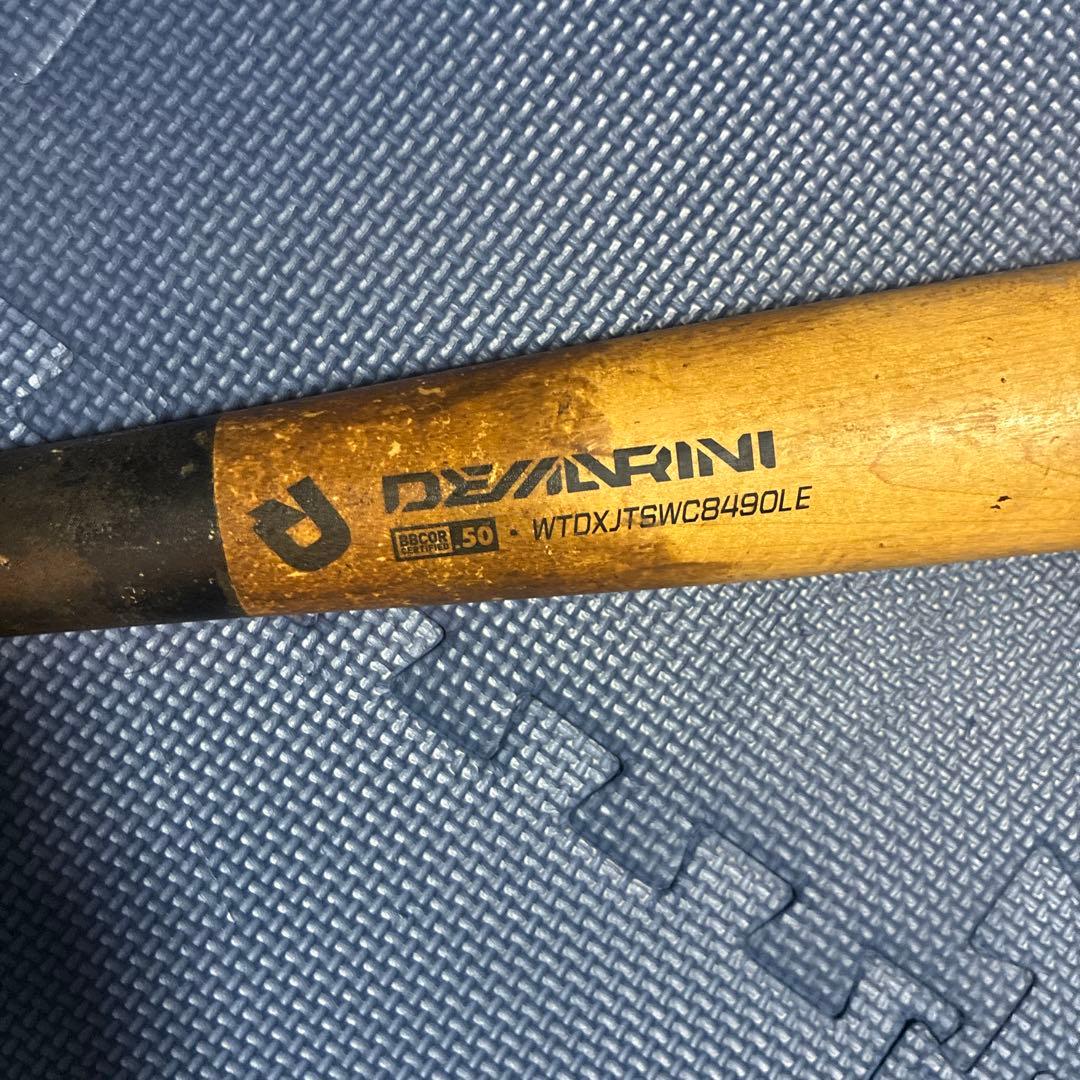 DEMARINI
BBCOR CERTIFIED .50 · WTDXJTSWC8490LE